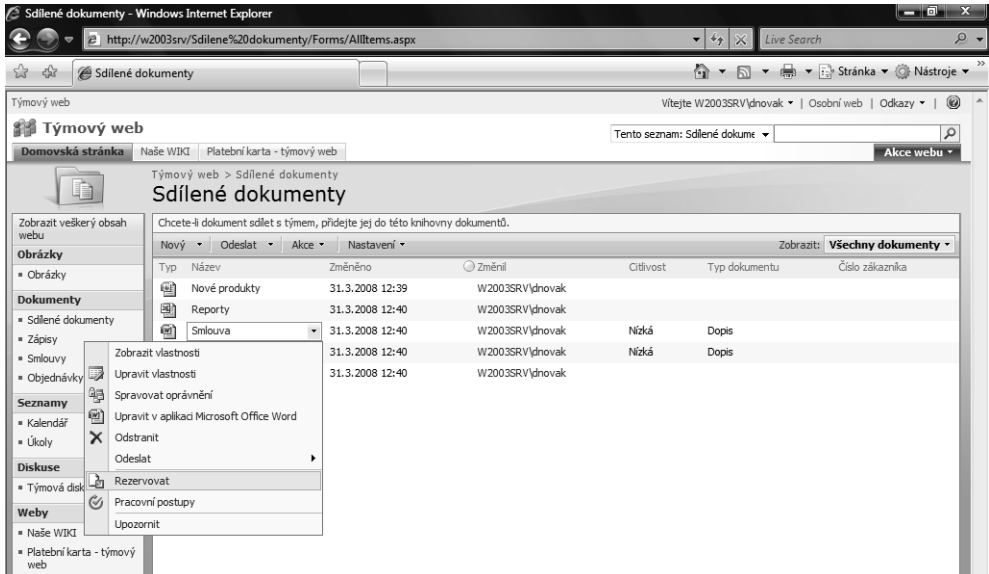 Sdílené dokumenty - Windows Internet Explorer
http://w2003srv/Sdilene%20dokumenty/Forms/AllItems.aspx
Live Search
Sdílené dokumenty
Stránka
Nástroje
Týmový web
Vítejte W2003SRV\dnovak
Osobní web
Odkazy
Týmový web
Tento seznam: Sdílené dokume
Domovská stránka
Naše WIKI
Platební karta - týmový web
Akce webu
Týmový web > Sdílené dokumenty
Sdílené dokumenty
Zobrazit veškerý obsah
webu
Obrázky
Obrázky
Dokumenty
Sdílené dokumenty
Zápisy
Smlouvy
Objednávky
Seznamy
Kalendář
Úkoly
Diskuse
Týmová disk
Weby
Naše WIKI
Platební karta - týmový
web
Chcete-li dokument sdílet s týmem, přidejte jej do této knihovny dokumentů.
Nový Odeslat Akce Nastavení Zobrazit: Všechny dokumenty
Typ Název Změněno Změnil Citlivost Typ dokumentu Číslo zákazníka
Nové produkty 31.3.2008 12:39 W2003SRV\dnovak
Reporty 31.3.2008 12:40 W2003SRV\dnovak
Smlouva 31.3.2008 12:40 W2003SRV\dnovak Nízká Dopis
31.3.2008 12:40 W2003SRV\dnovak Nízká Dopis
31.3.2008 12:40 W2003SRV\dnovak
Zobrazit vlastnosti
Upravit vlastnosti
Spravovat oprávnění
Upravit v aplikaci Microsoft Office Word
Odstranit
Odeslat
Rezervovat
Pracovní postupy
Upozornit